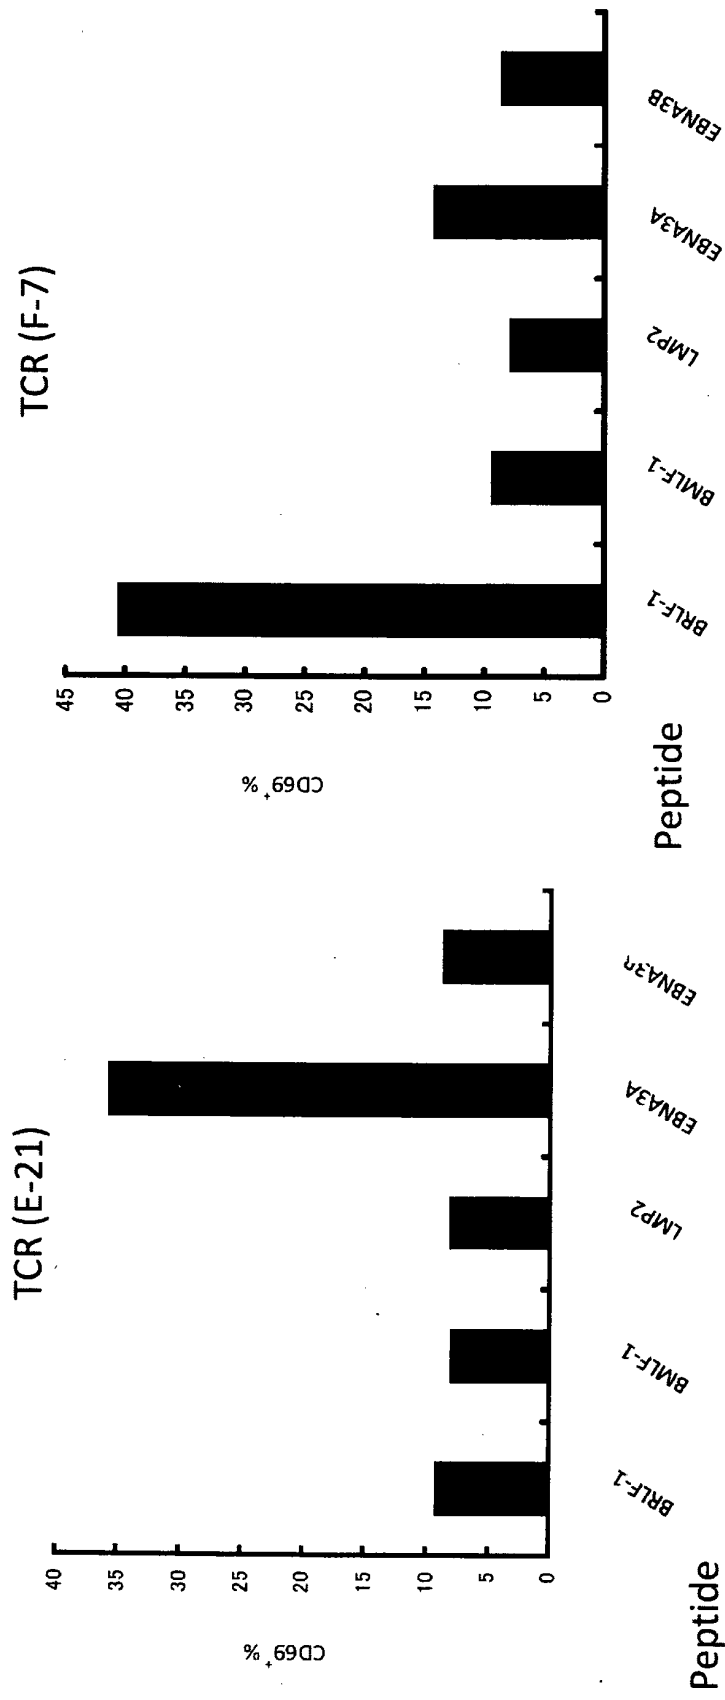 TCR (E-21)
CD69+ %
40
35
30
25
20
15
10
5
0
Peptide
BRLF-1
BMLF-1
LMP2
EBNA3A
TCR (F-7)
CD69+ %
45
40
35
30
25
20
15
10
5
0
Peptide
BRLF-1
BMLF-1
LMP2
EBNA3A
EBNA3B